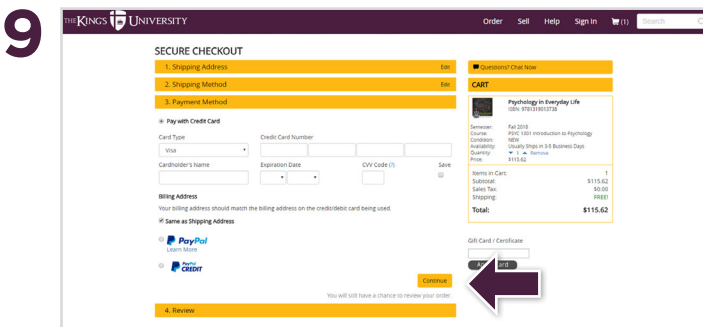 9
THE KINGS UNIVERSITY
Order Sell Help Sign In (1) Search
SECURE CHECKOUT
1. Shipping Address Edit
2. Shipping Method Edit
3. Payment Method
Pay with Credit Card
Card Type Credit Card Number
Visa
Cardholder's Name Expiration Date CVV Code (?) Save
Billing Address
Your billing address should match the billing address on the credit/debit card being used.
Same as Shipping Address
PayPal
Learn More
PayPal
CREDIT
Continue
You will still have a chance to review your order.
4. Review
Questions? Chat Now
CART
Psychology in Everyday Life
ISBN: 9781319013738
Semester: Fall 2018
Course: PSYC 1301 Introduction to Psychology
Condition: NEW
Availability: Usually Ships in 3-5 Business Days
Quantity: 1 Remove
Price: $115.62
Items in Cart: 1
Subtotal: $115.62
Sales Tax: $0.00
Shipping: FREE!
Total: $115.62
Gift Card / Certificate